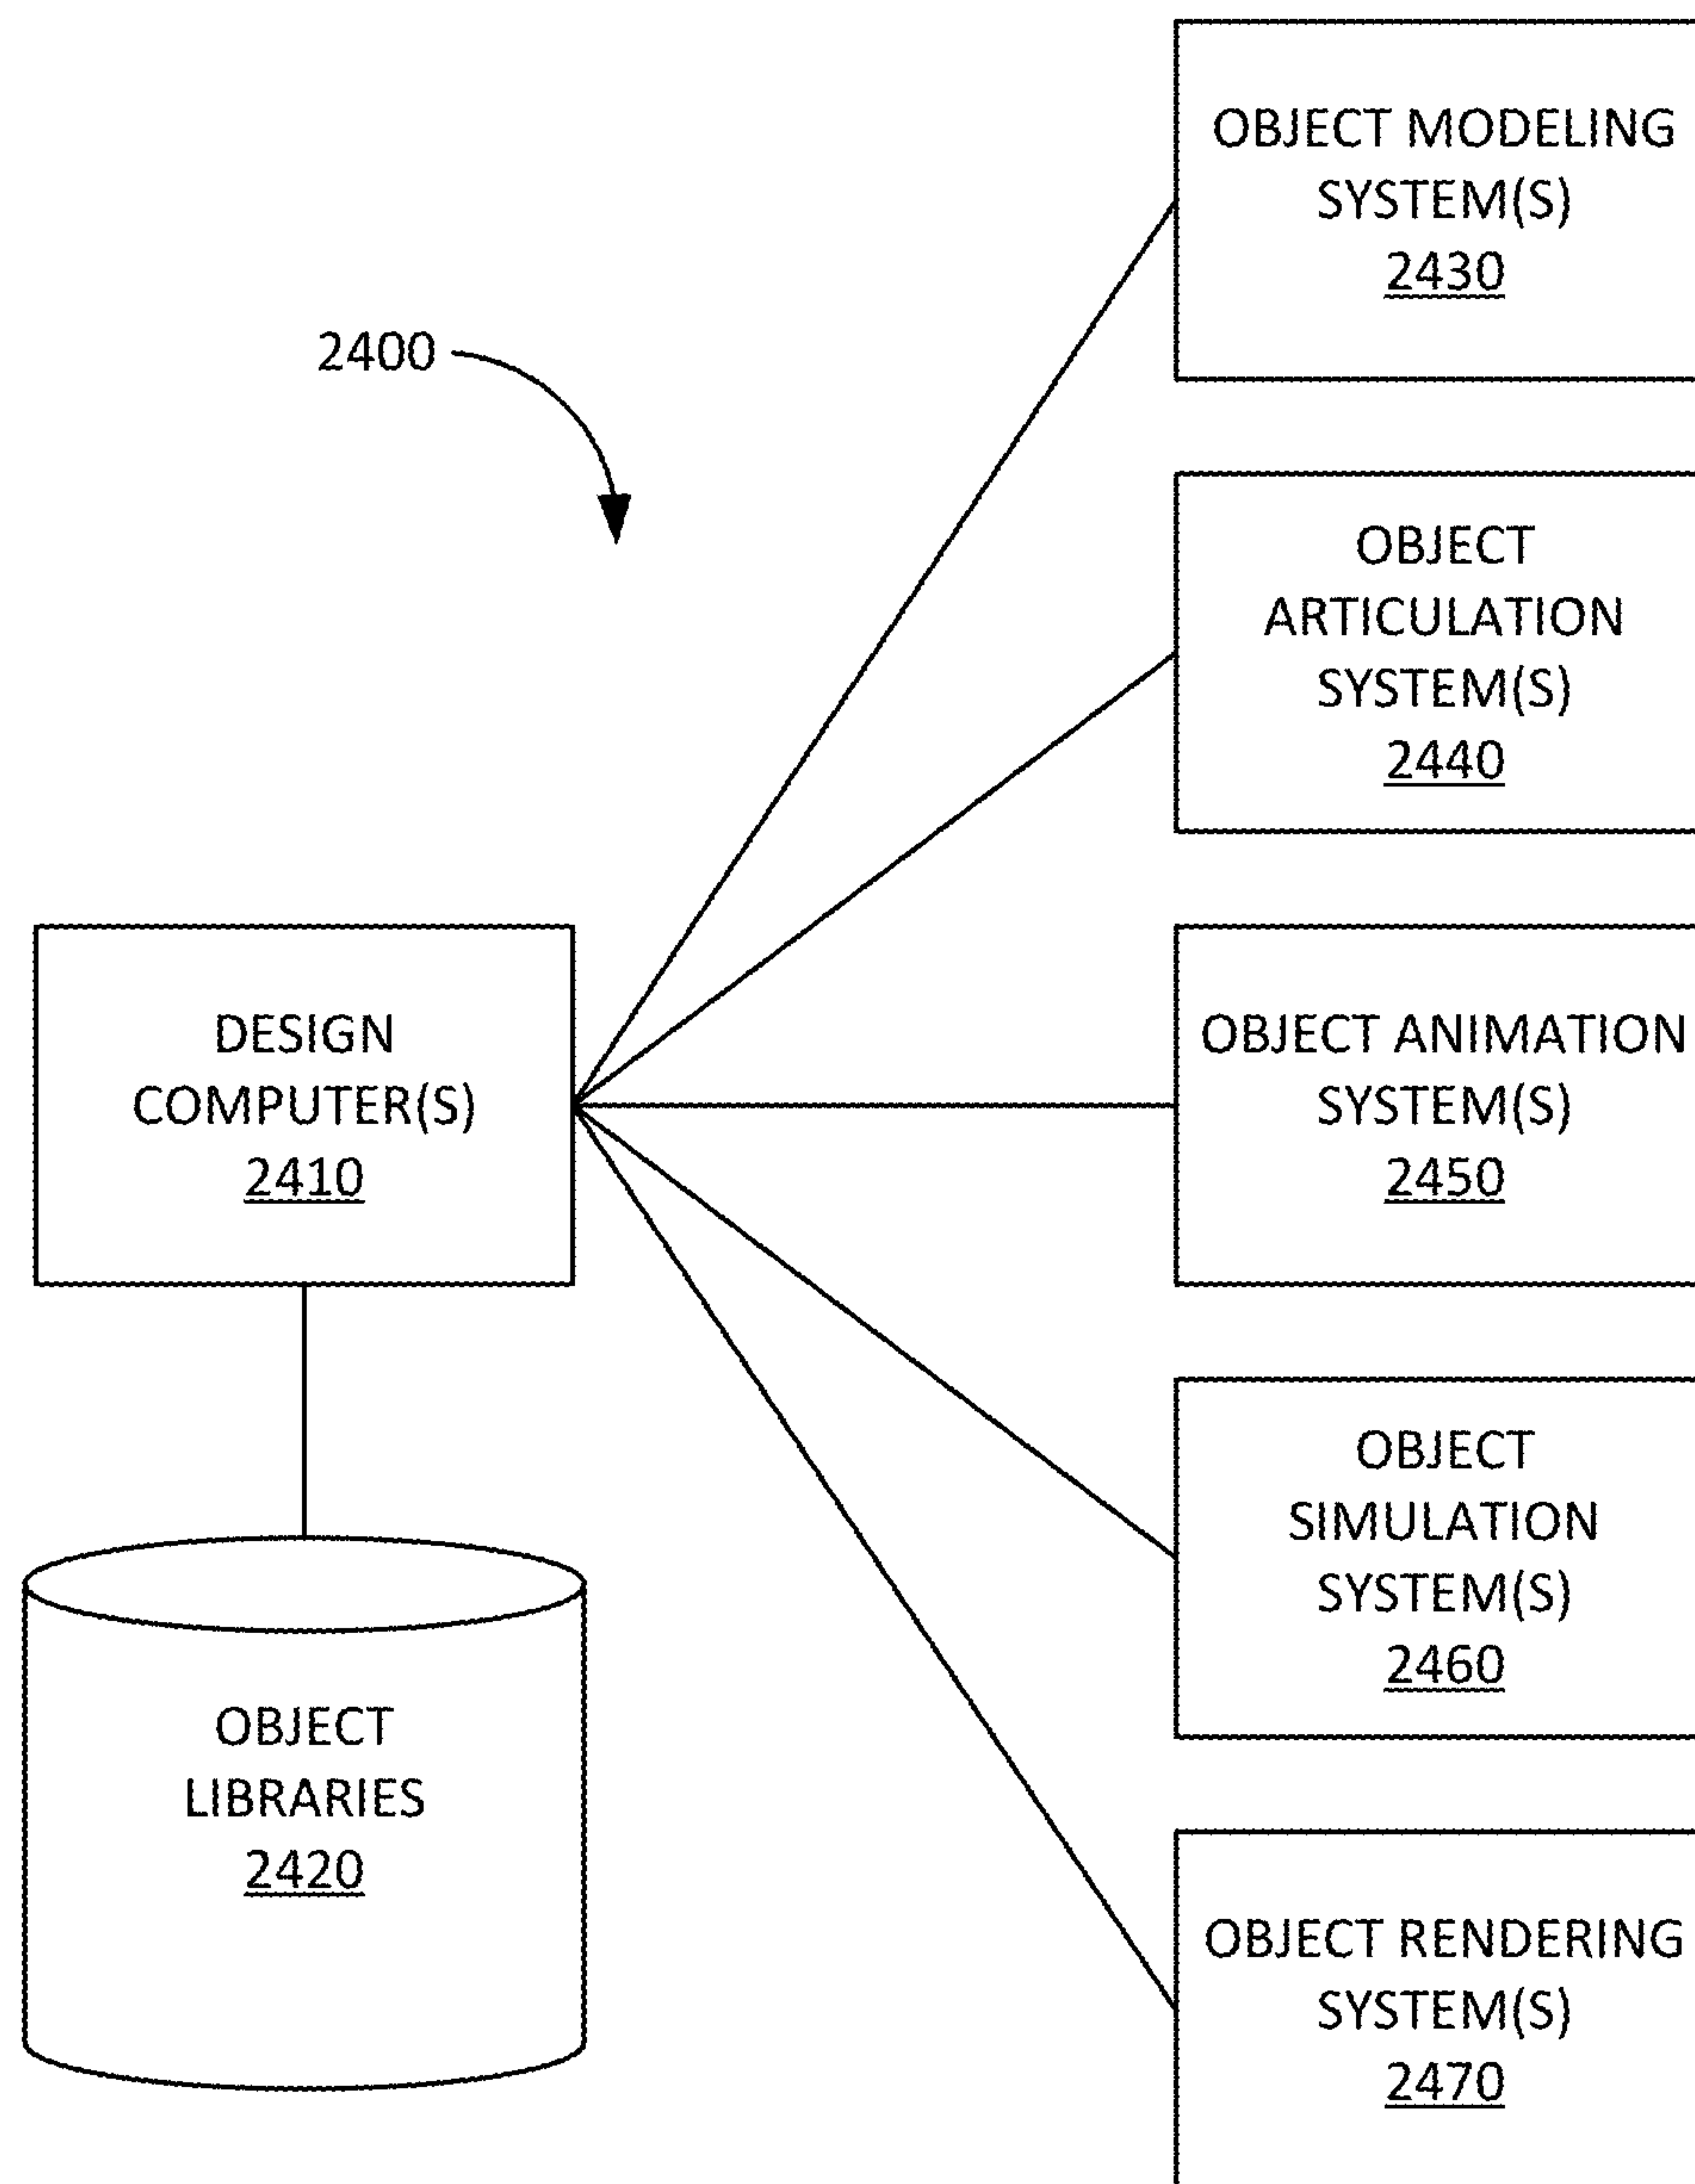 OBJECT MODELING
SYSTEM(S)
2430
2400
OBJECT
ARTICULATION
SYSTEM(S)
2440
DESIGN
COMPUTER(S)
2410
OBJECT ANIMATION
SYSTEM(S)
2450
OBJECT
SIMULATION
SYSTEM(S)
2460
OBJECT
LIBRARIES
2420
OBJECT RENDERING
SYSTEM(S)
2470